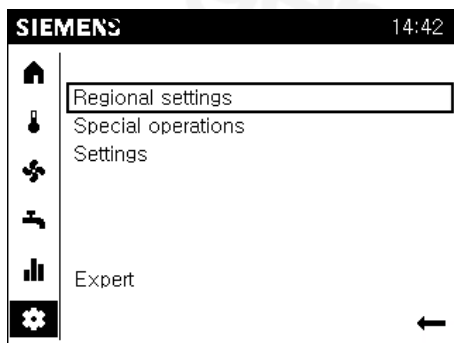 SIEMENS 14:42
Regional settings
Special operations
Settings
Expert